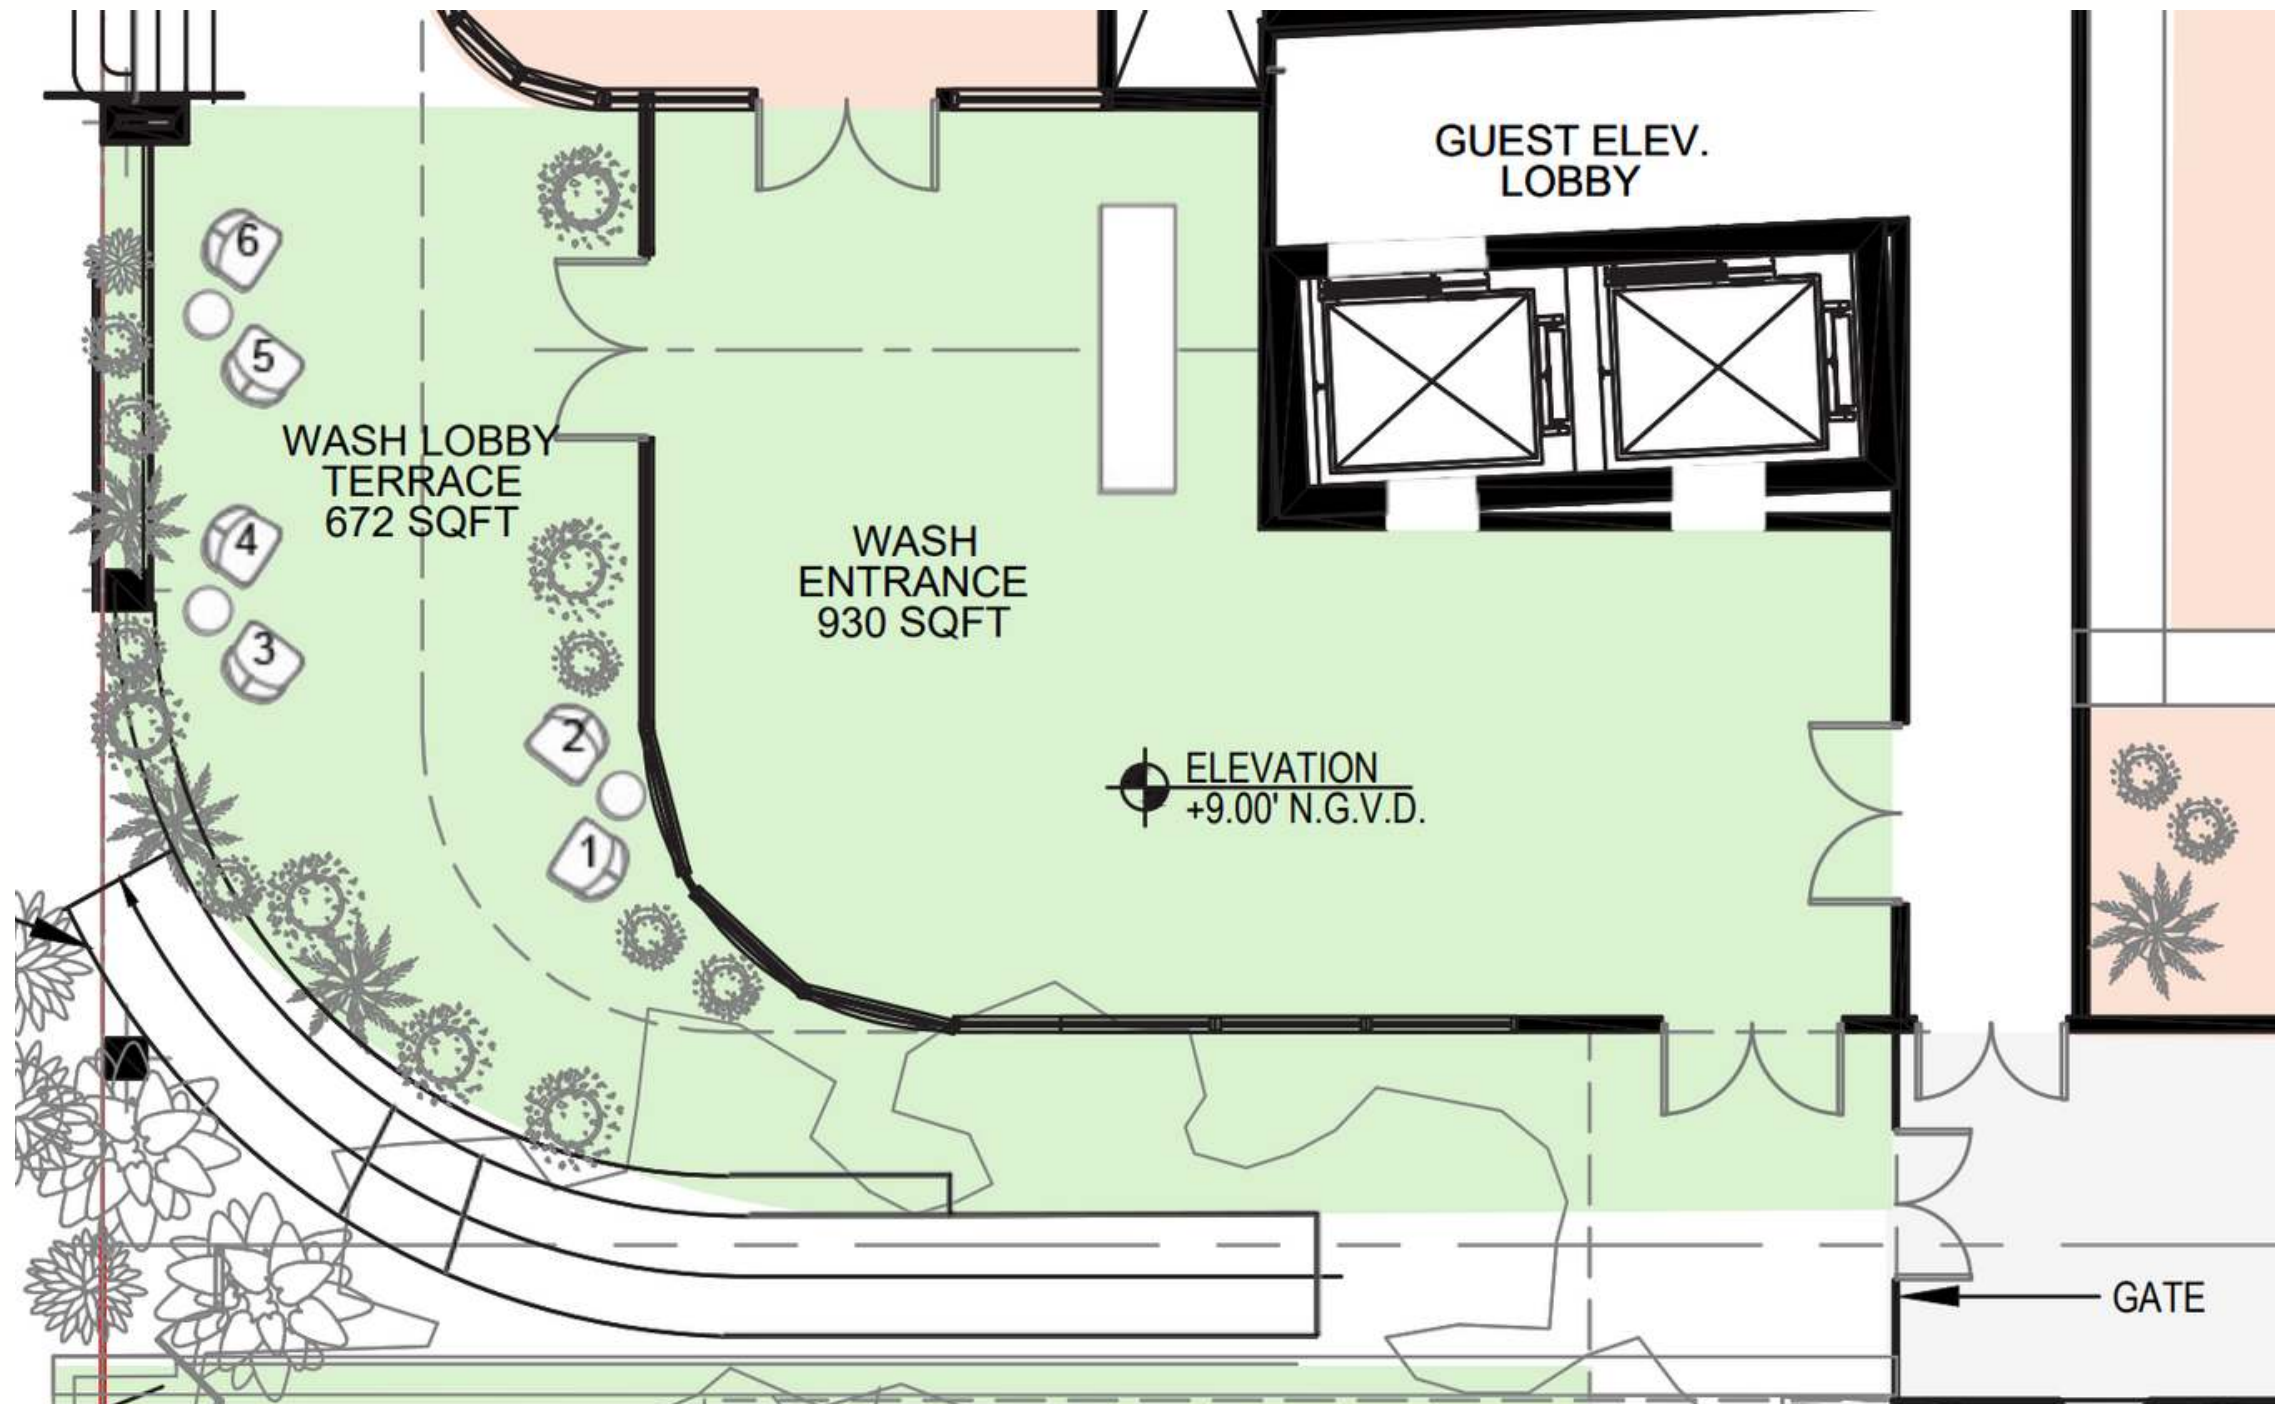 GUEST ELEV.
LOBBY
6
5
WASH LOBBY
TERRACE
672 SQFT
4
3
WASH
ENTRANCE
930 SQFT
2
1
ELEVATION
+9.00' N.G.V.D.
GATE